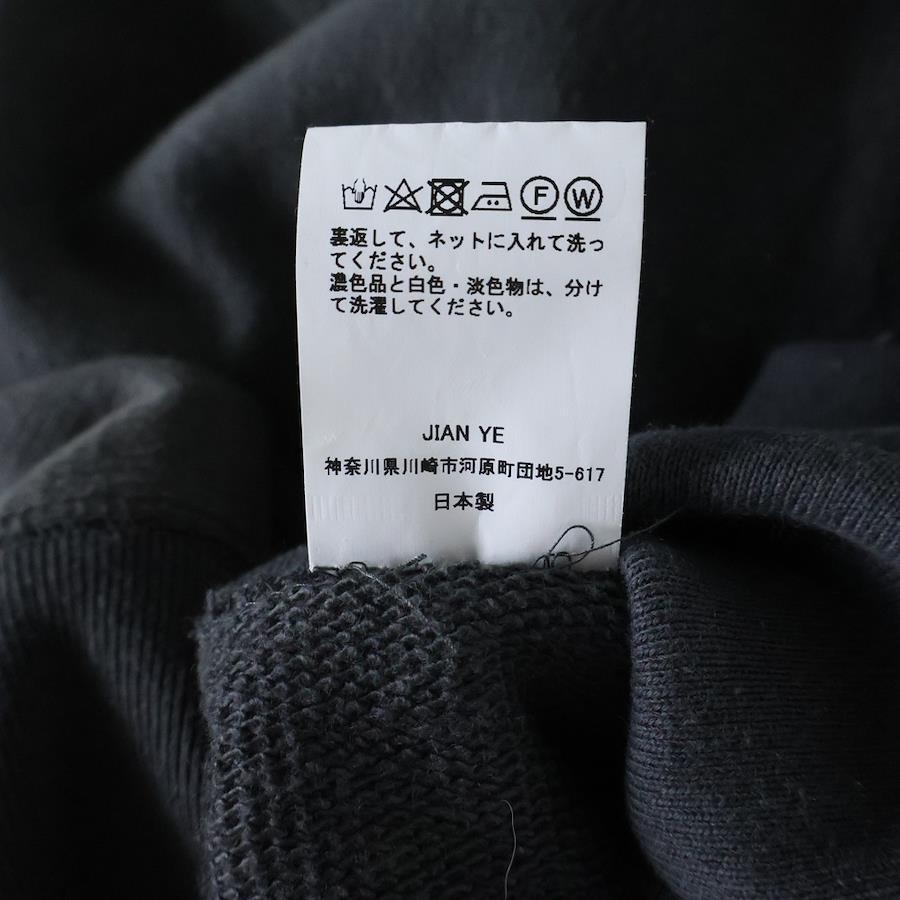 F W
裏返して、ネットに入れて洗っ
てください。
濃色品と白色・淡色物は、分け
て洗濯してください。
JIAN YE
神奈川県川崎市河原町団地5-617
日本製